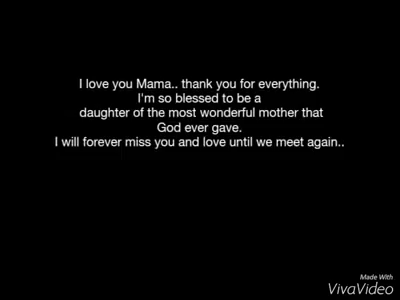 I love you Mama.. thank you for everything.
I'm so blessed to be a
daughter of the most wonderful mother that
God ever gave.
I will forever miss you and love until we meet again..
Made With
VivaVideo